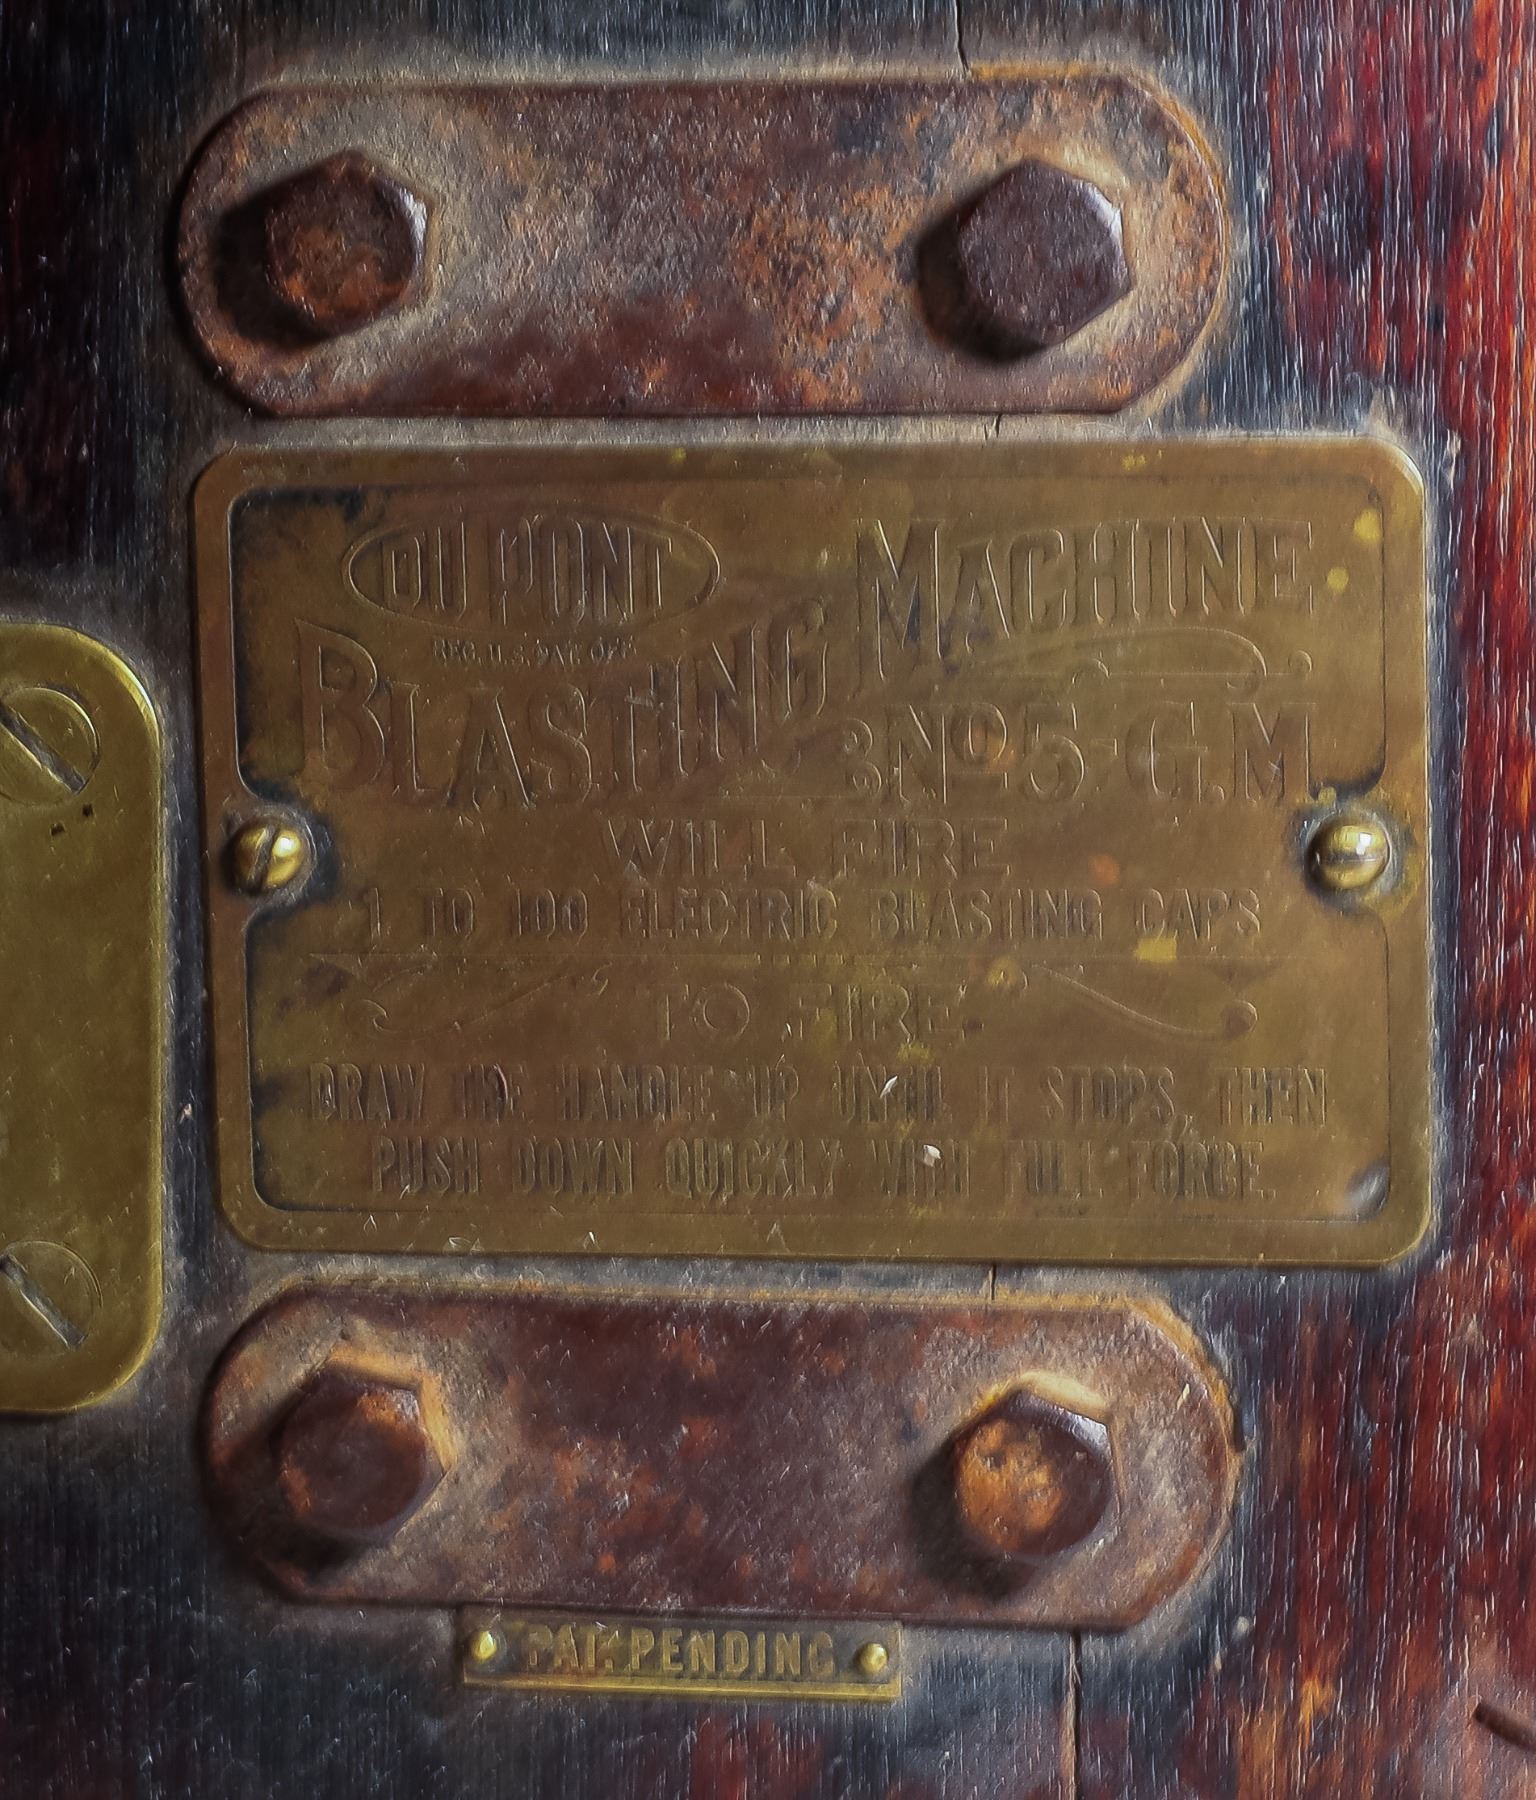 DU PONT
REG. U.S. PAT. OFF.
BLASTING MACHINE
No 5-G.M.
WILL FIRE
1 TO 100 ELECTRIC BLASTING CAPS
TO FIRE
DRAW THE HANDLE UP UNTIL IT STOPS, THEN
PUSH DOWN QUICKLY WITH FULL FORCE.
PAT. PENDING